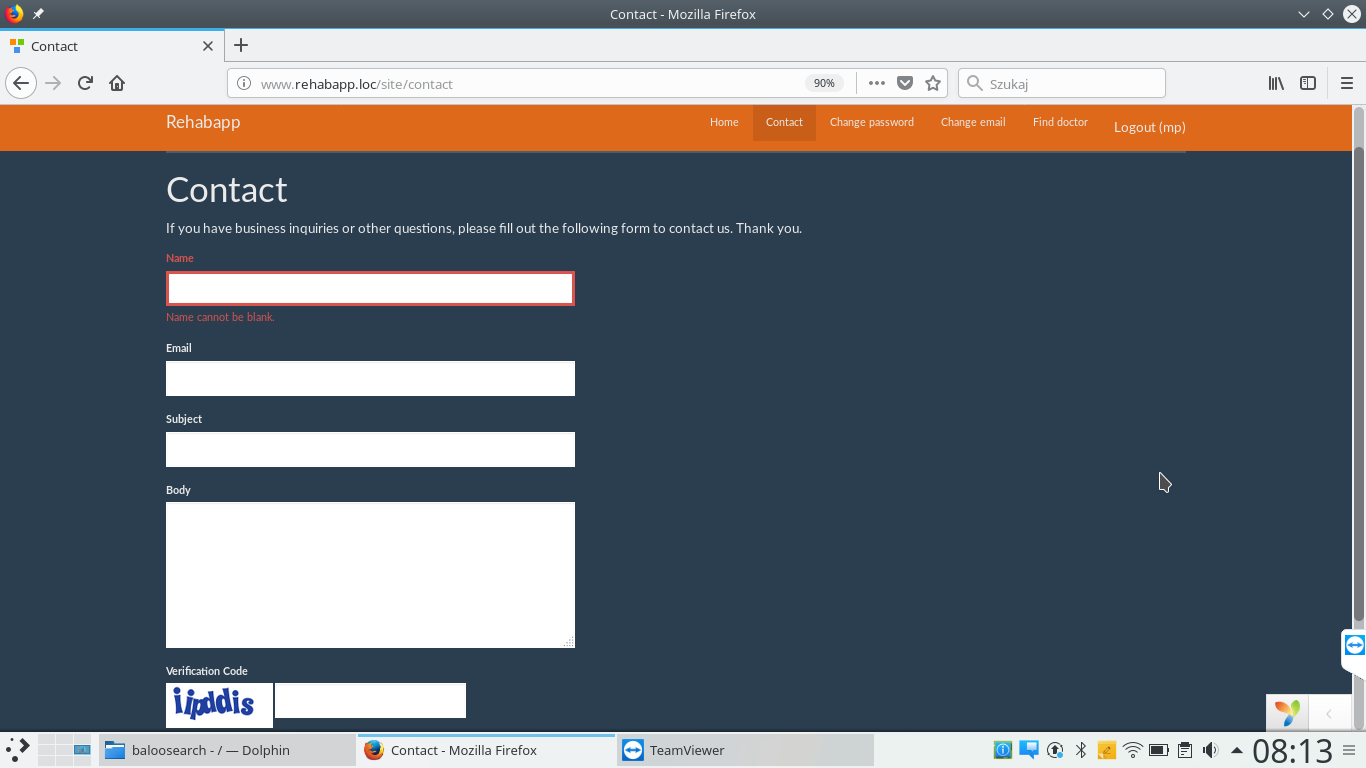 Contact - Mozilla Firefox
Contact
www.rehabapp.loc/site/contact
90%
Szukaj
Rehabapp
Home
Contact
Change password
Change email
Find doctor
Logout (mp)
Contact
If you have business inquiries or other questions, please fill out the following form to contact us. Thank you.
Name
Name cannot be blank.
Email
Subject
Body
Verification Code
iipddis
baloosearch - / — Dolphin
Contact - Mozilla Firefox
TeamViewer
08:13